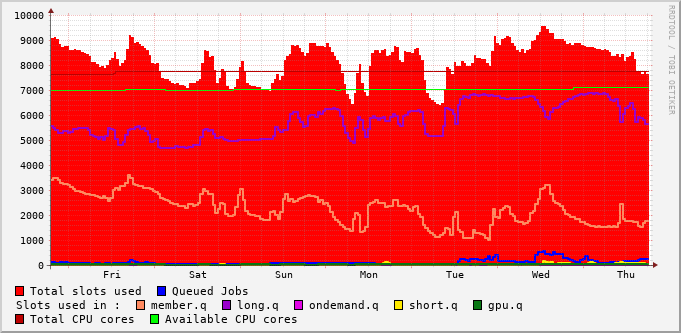 10000
9000
8000
7000
6000
5000
4000
3000
2000
1000
0
Fri Sat Sun Mon Tue Wed Thu
RRDTOOL / TOBI OETIKER
Total slots used Queued Jobs
Slots used in : member.q long.q ondemand.q short.q gpu.q
Total CPU cores Available CPU cores